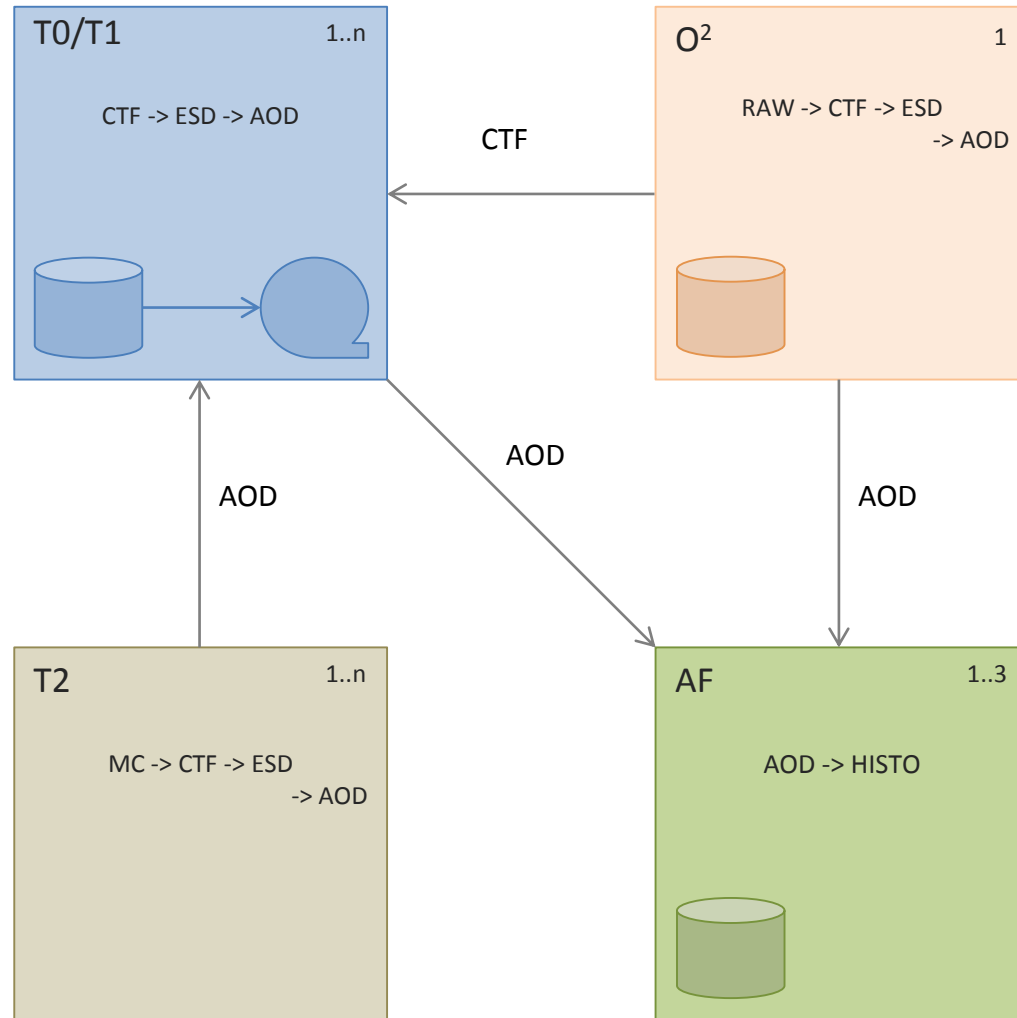 T0/T1
1..n
CTF -> ESD -> AOD
O²
1
RAW -> CTF -> ESD
-> AOD
CTF
AOD
AOD
AOD
T2
1..n
MC -> CTF -> ESD
-> AOD
AF
1..3
AOD -> HISTO